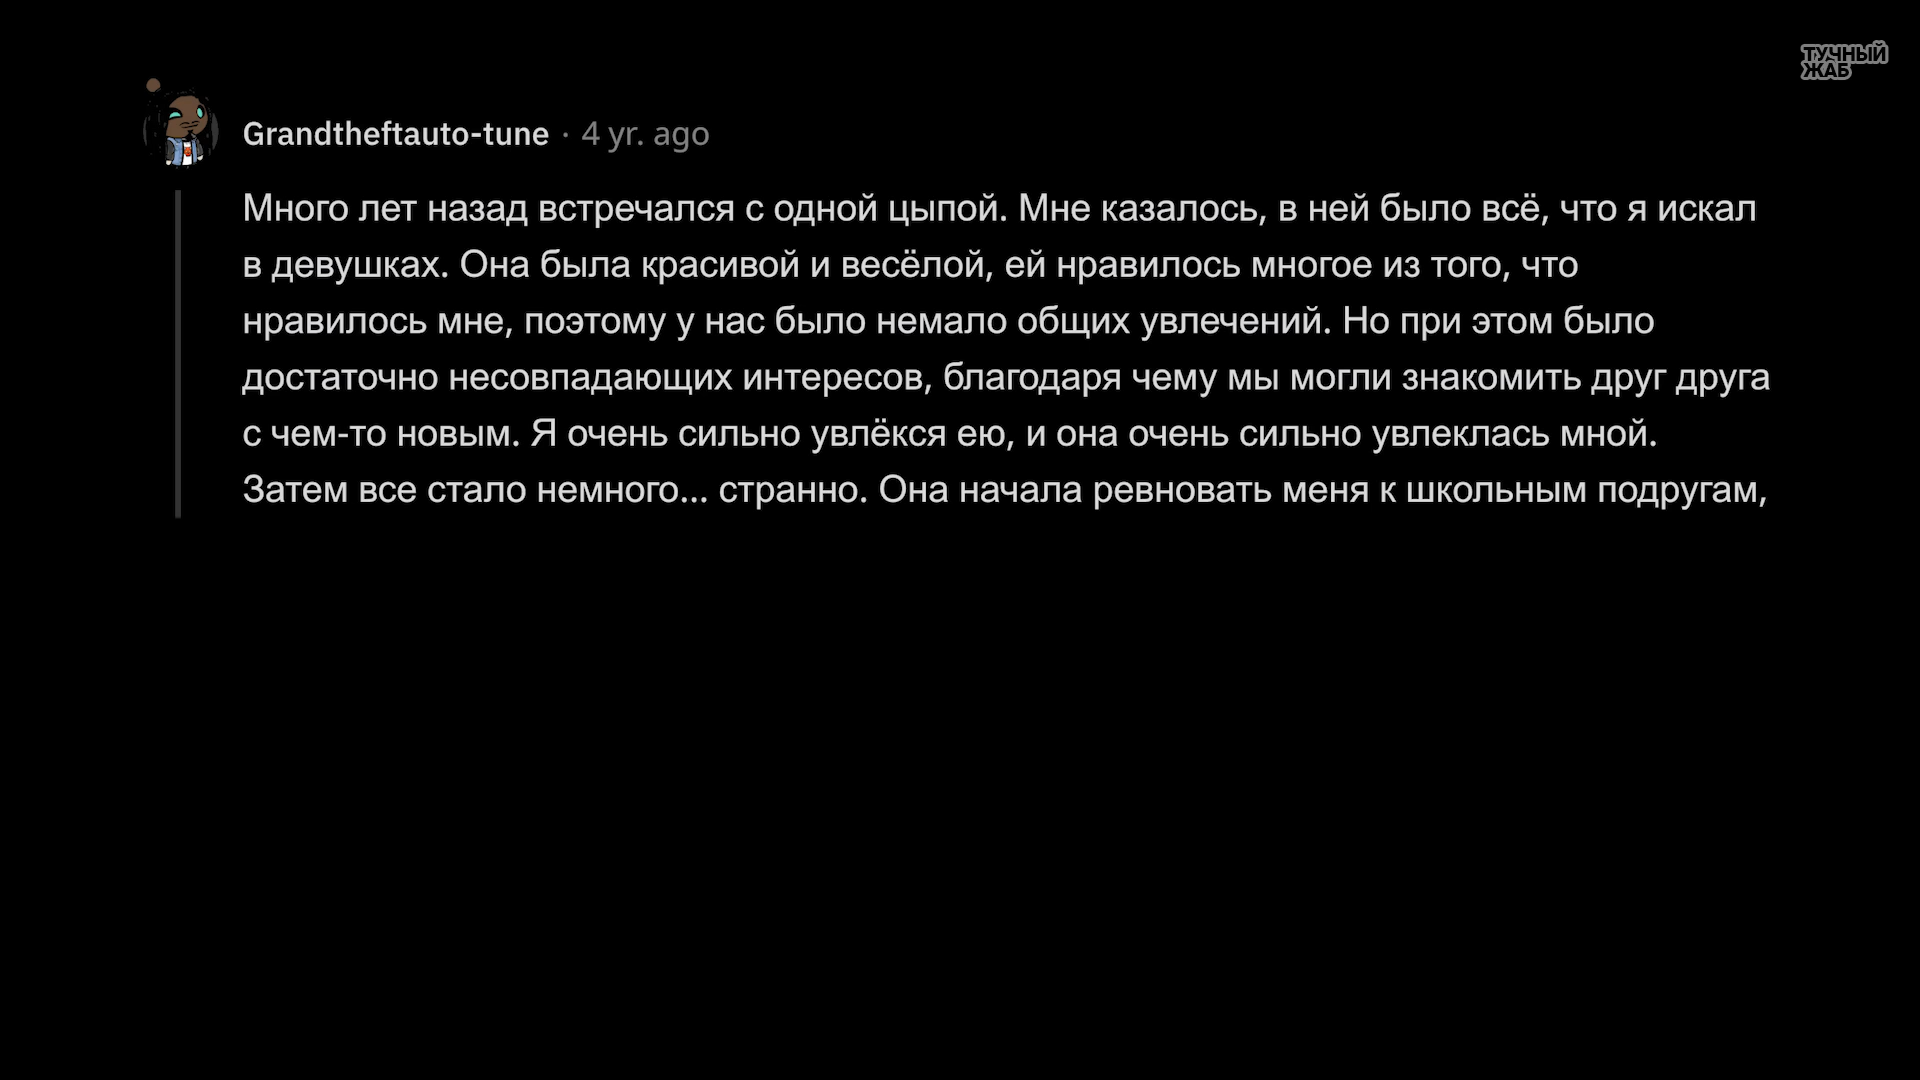 ТУЧНЫЙ
ЖАБ
Grandtheftauto-tune · 4 yr. ago
Много лет назад встречался с одной цыпой. Мне казалось, в ней было всё, что я искал
в девушках. Она была красивой и весёлой, ей нравилось многое из того, что
нравилось мне, поэтому у нас было немало общих увлечений. Но при этом было
достаточно несовпадающих интересов, благодаря чему мы могли знакомить друг друга
с чем-то новым. Я очень сильно увлёкся ею, и она очень сильно увлеклась мной.
Затем все стало немного... странно. Она начала ревновать меня к школьным подругам,